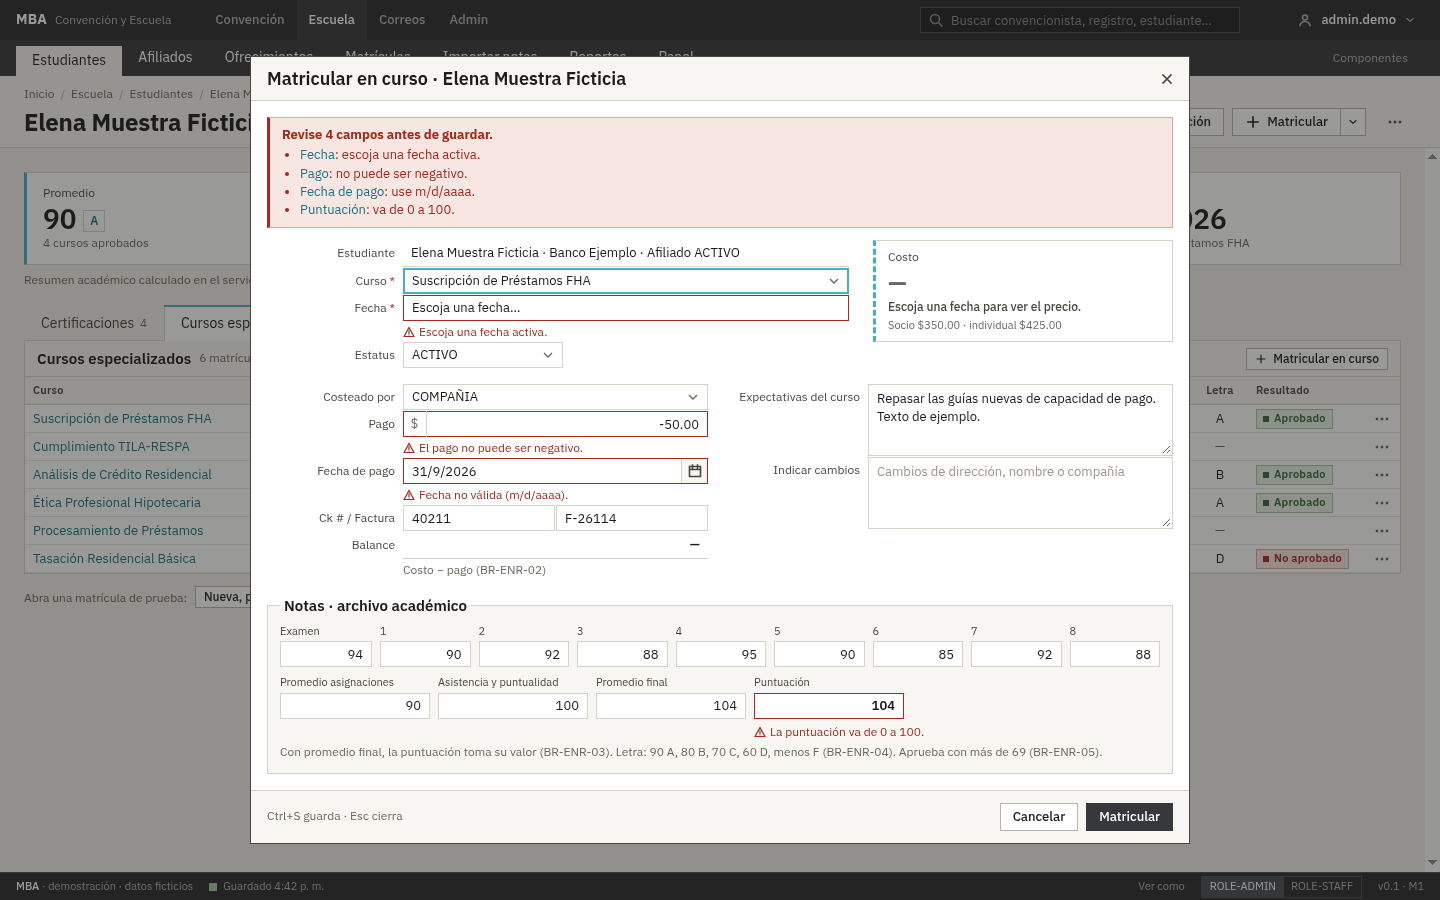 MBA Convención y Escuela Convención Escuela Correos Admin Buscar convencionista, registro, estudiante... admin.demo
Estudiantes Afiliados Componentes
Inicio / Escuela / Estudiantes / Elena M
Elena Muestra Fictici
ción + Matricular
Promedio
90 A
4 cursos aprobados
026
tamos FHA
Resumen académico calculado en el servi
Certificaciones 4 Cursos esp
Cursos especializados 6 matrícu + Matricular en curso
Curso Letra Resultado
Suscripción de Préstamos FHA A Aprobado
Cumplimiento TILA-RESPA —
Análisis de Crédito Residencial B Aprobado
Ética Profesional Hipotecaria A Aprobado
Procesamiento de Préstamos —
Tasación Residencial Básica D No aprobado
Abra una matrícula de prueba: Nueva, p
Matricular en curso · Elena Muestra Ficticia
Revise 4 campos antes de guardar.
• Fecha: escoja una fecha activa.
• Pago: no puede ser negativo.
• Fecha de pago: use m/d/aaaa.
• Puntuación: va de 0 a 100.
Estudiante Elena Muestra Ficticia · Banco Ejemplo · Afiliado ACTIVO
Curso * Suscripción de Préstamos FHA
Fecha * Escoja una fecha...
Escoja una fecha activa.
Estatus ACTIVO
Costo
—
Escoja una fecha para ver el precio.
Socio $350.00 · individual $425.00
Costeado por COMPAÑIA
Pago $ -50.00
El pago no puede ser negativo.
Fecha de pago 31/9/2026
Fecha no válida (m/d/aaaa).
Ck # / Factura 40211 F-26114
Balance —
Costo − pago (BR-ENR-02)
Expectativas del curso Repasar las guías nuevas de capacidad de pago.
Texto de ejemplo.
Indicar cambios Cambios de dirección, nombre o compañía
Notas · archivo académico
Examen 1 2 3 4 5 6 7 8
94 90 92 88 95 90 85 92 88
Promedio asignaciones Asistencia y puntualidad Promedio final Puntuación
90 100 104 104
La puntuación va de 0 a 100.
Con promedio final, la puntuación toma su valor (BR-ENR-03). Letra: 90 A, 80 B, 70 C, 60 D, menos F (BR-ENR-04). Aprueba con más de 69 (BR-ENR-05).
Ctrl+S guarda · Esc cierra Cancelar Matricular
MBA · demostración · datos ficticios Guardado 4:42 p. m. Ver como ROLE-ADMIN ROLE-STAFF v0.1 · M1